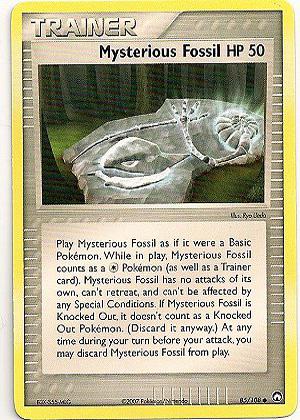 TRAINER
Mysterious Fossil HP 50
Illus. Ryo Ueda
Play Mysterious Fossil as if it were a Basic
Pokémon. While in play, Mysterious Fossil
counts as a Pokémon (as well as a Trainer
card). Mysterious Fossil has no attacks of its
own, can't retreat, and can't be affected by
any Special Conditions. If Mysterious Fossil is
Knocked Out, it doesn't count as a Knocked
Out Pokémon. (Discard it anyway.) At any
time during your turn before your attack, you
may discard Mysterious Fossil from play.
©2007 Pokémon/Nintendo
85/108